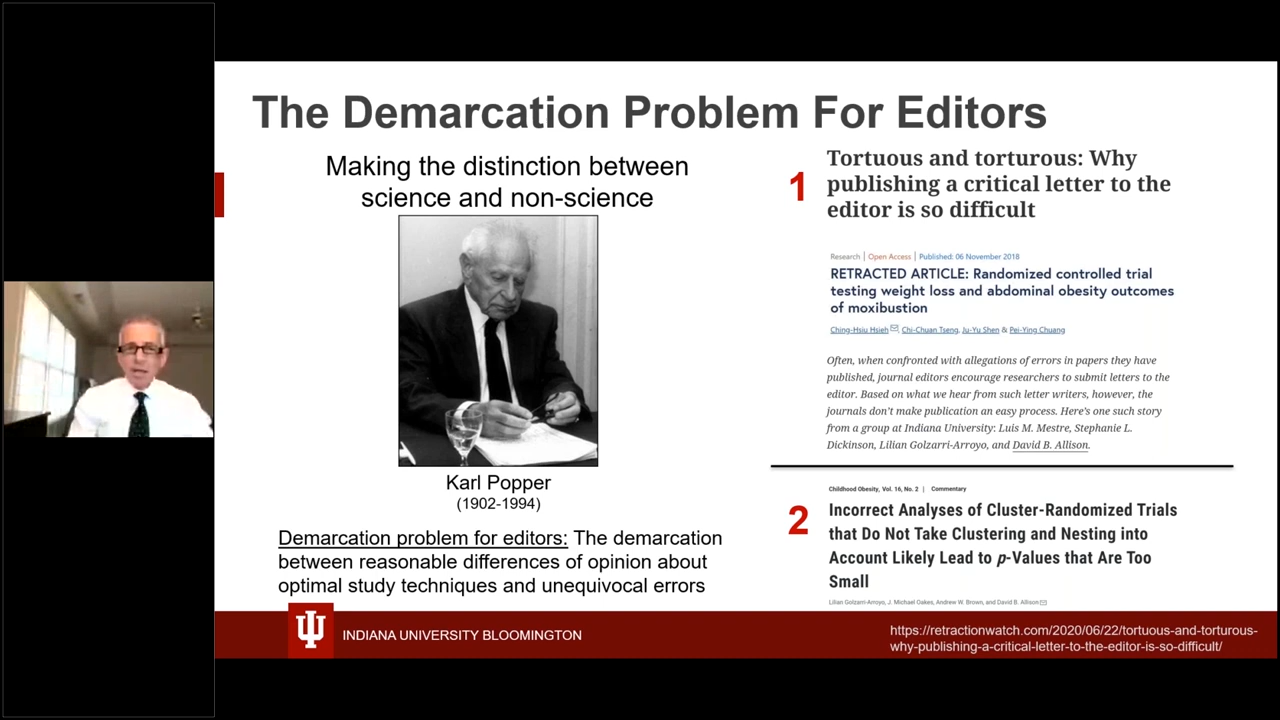 The Demarcation Problem For Editors
Making the distinction between
science and non-science
Karl Popper
(1902-1994)
Demarcation problem for editors: The demarcation
between reasonable differences of opinion about
optimal study techniques and unequivocal errors
1
Tortuous and torturous: Why
publishing a critical letter to the
editor is so difficult
Research | Open Access | Published: 06 November 2018
RETRACTED ARTICLE: Randomized controlled trial
testing weight loss and abdominal obesity outcomes
of moxibustion
Ching-Hsiu Hsieh, Chi-Chuan Tseng, Ju-Yu Shen & Pei-Ying Chuang
Often, when confronted with allegations of errors in papers they have
published, journal editors encourage researchers to submit letters to the
editor. Based on what we hear from such letter writers, however, the
journals don't make publication an easy process. Here's one such story
from a group at Indiana University: Luis M. Mestre, Stephanie L.
Dickinson, Lilian Golzarri-Arroyo, and David B. Allison.
2
Childhood Obesity, Vol. 16, No. 2 | Commentary
Incorrect Analyses of Cluster-Randomized Trials
that Do Not Take Clustering and Nesting into
Account Likely Lead to p-Values that Are Too
Small
Lilian Golzarri-Arroyo, J. Michael Oakes, Andrew W. Brown, and David B. Allison
INDIANA UNIVERSITY BLOOMINGTON
https://retractionwatch.com/2020/06/22/tortuous-and-torturous-
why-publishing-a-critical-letter-to-the-editor-is-so-difficult/